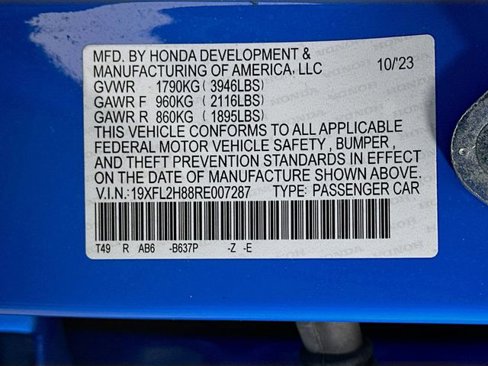 MFD. BY HONDA DEVELOPMENT &
MANUFACTURING OF AMERICA, LLC 10/'23
GVWR 1790KG ( 3946LBS)
GAWR F 960KG ( 2116LBS)
GAWR R 860KG ( 1895LBS)
THIS VEHICLE CONFORMS TO ALL APPLICABLE
FEDERAL MOTOR VEHICLE SAFETY , BUMPER ,
AND THEFT PREVENTION STANDARDS IN EFFECT
ON THE DATE OF MANUFACTURE SHOWN ABOVE.
V.I.N.:19XFL2H88RE007287 TYPE: PASSENGER CAR
T49 R AB6 -B637P -Z -E